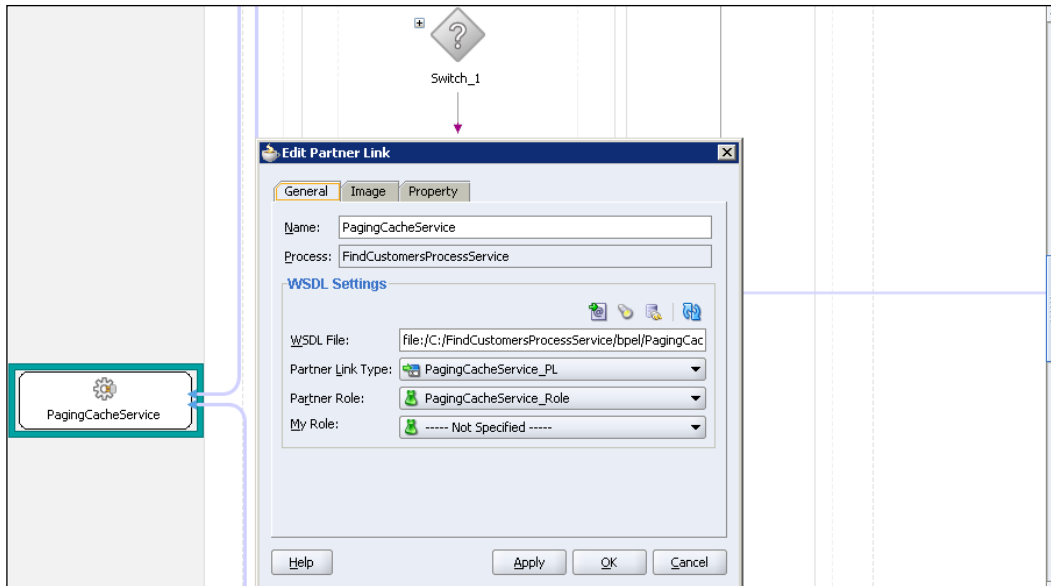 Switch_1
Edit Partner Link
General Image Property
Name: PagingCacheService
Process: FindCustomersProcessService
WSDL Settings
WSDL File: file:/C:/FindCustomersProcessService/bpel/PagingCac
Partner Link Type: PagingCacheService_PL
Partner Role: PagingCacheService_Role
My Role: ----- Not Specified -----
PagingCacheService
Help Apply OK Cancel